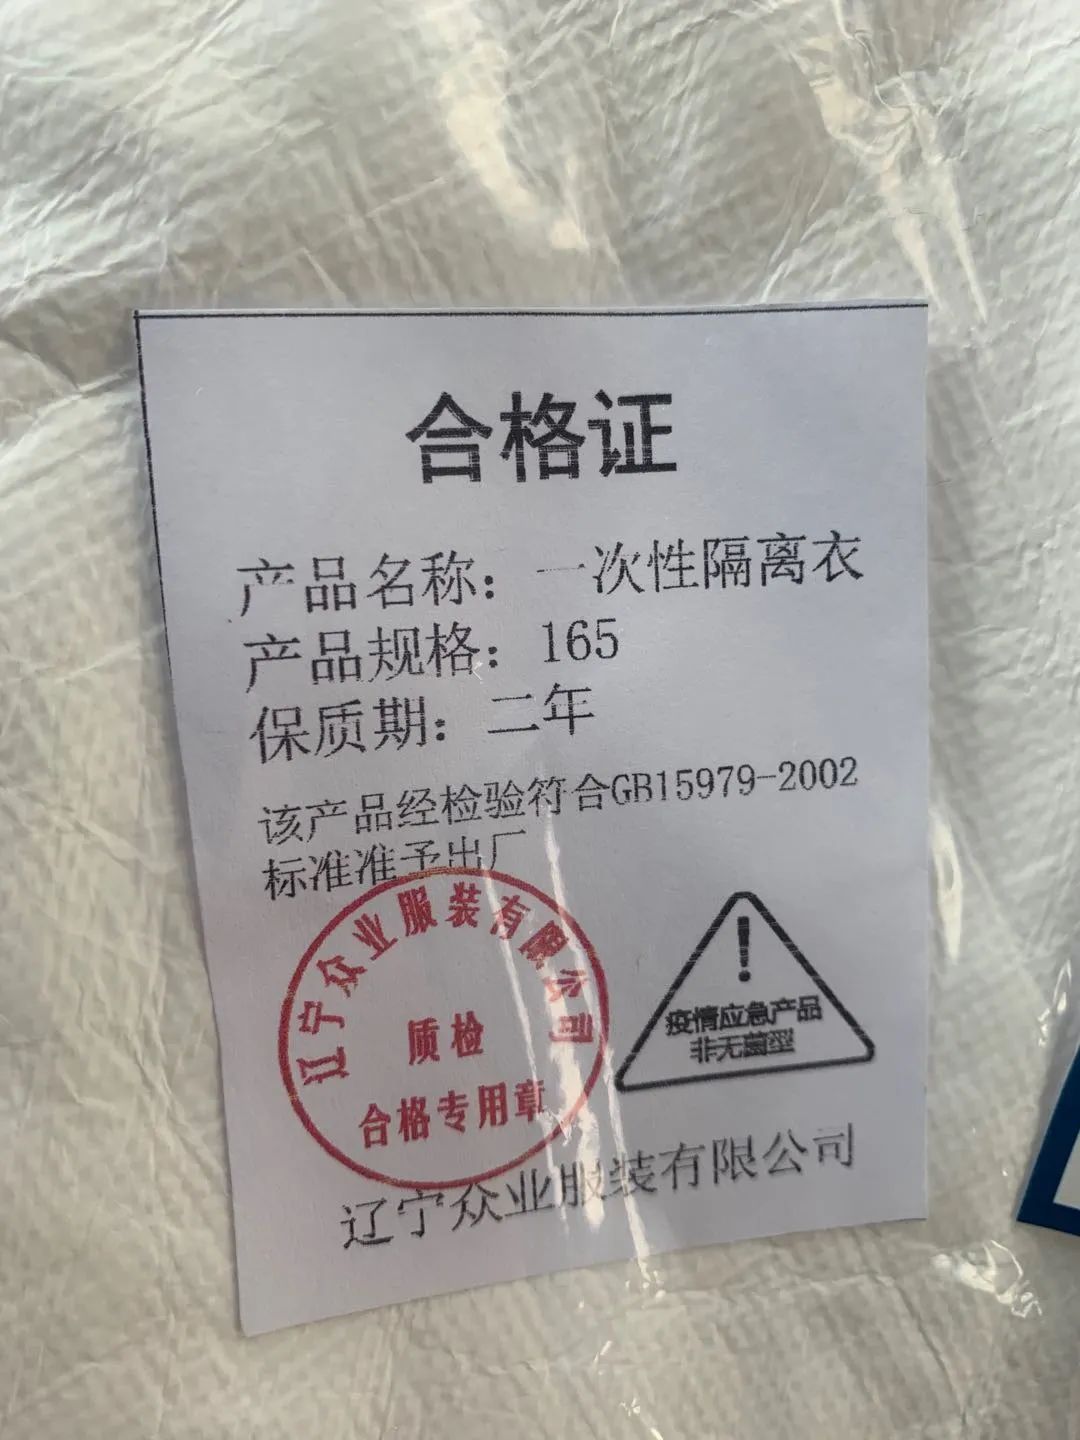 合格证
产品名称：一次性隔离衣
产品规格：165
保质期：二年
该产品经检验符合GB15979-2002
标准准予出厂
辽宁众业服装有限公司
质检
合格专用章
!
疫情应急产品
非无菌型
辽宁众业服装有限公司